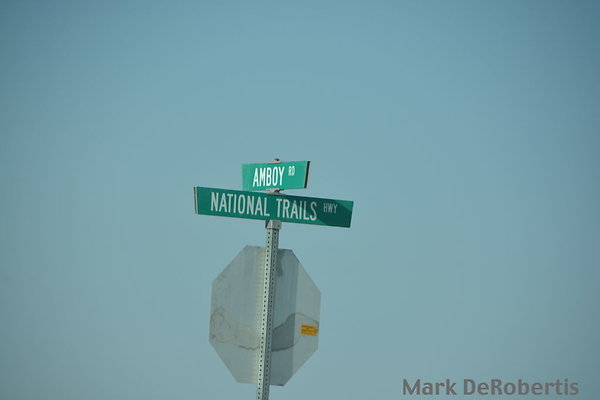 AMBOY RD
NATIONAL TRAILS HWY
Mark DeRobertis